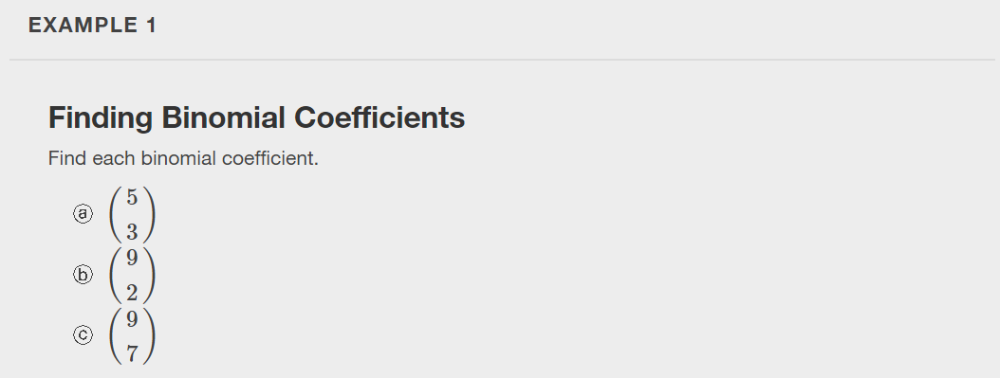 EXAMPLE 1
Finding Binomial Coefficients
Find each binomial coefficient.
ⓐ (5 3)
ⓑ (9 2)
ⓒ (9 7)